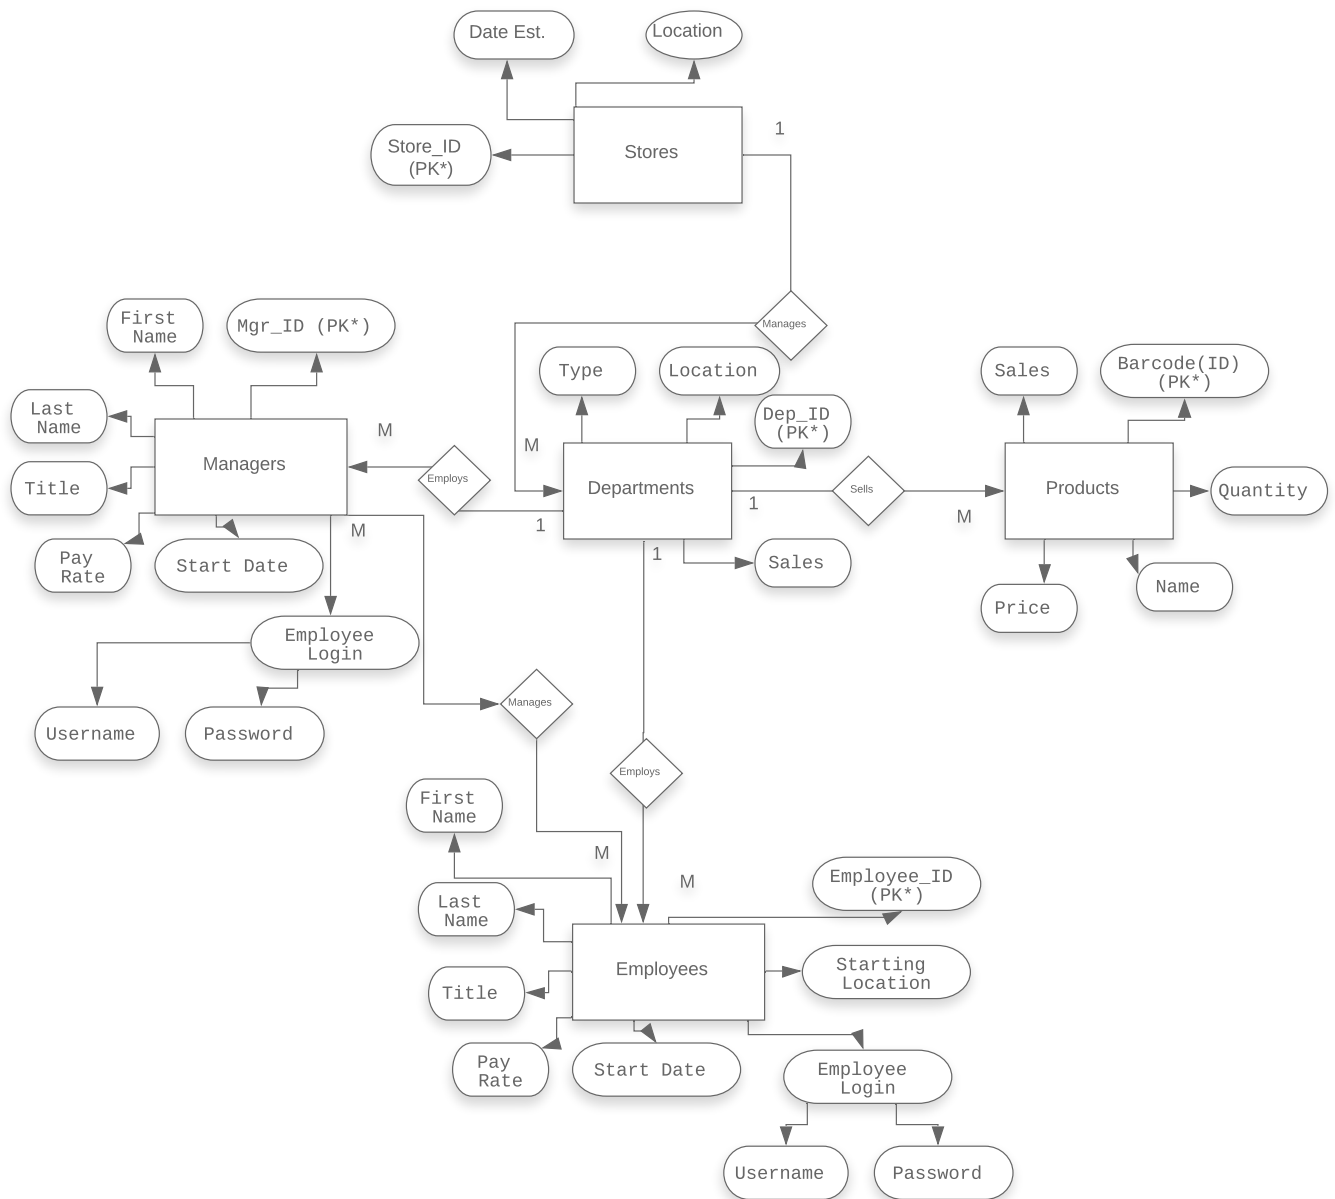 Date Est.
Location
Store_ID
(PK*)
Stores
1
Manages
First
Name
Mgr_ID (PK*)
Last
Name
Title
Pay
Rate
Start Date
Managers
M
M
Employs
1
Employee
Login
Username
Password
Type
Location
Dep_ID
(PK*)
M
Departments
1
1
Sales
Sells
M
Sales
Barcode(ID)
(PK*)
Products
Quantity
Price
Name
Manages
Employs
First
Name
M
M
Last
Name
Employee_ID
(PK*)
Title
Employees
Starting
Location
Pay
Rate
Start Date
Employee
Login
Username
Password